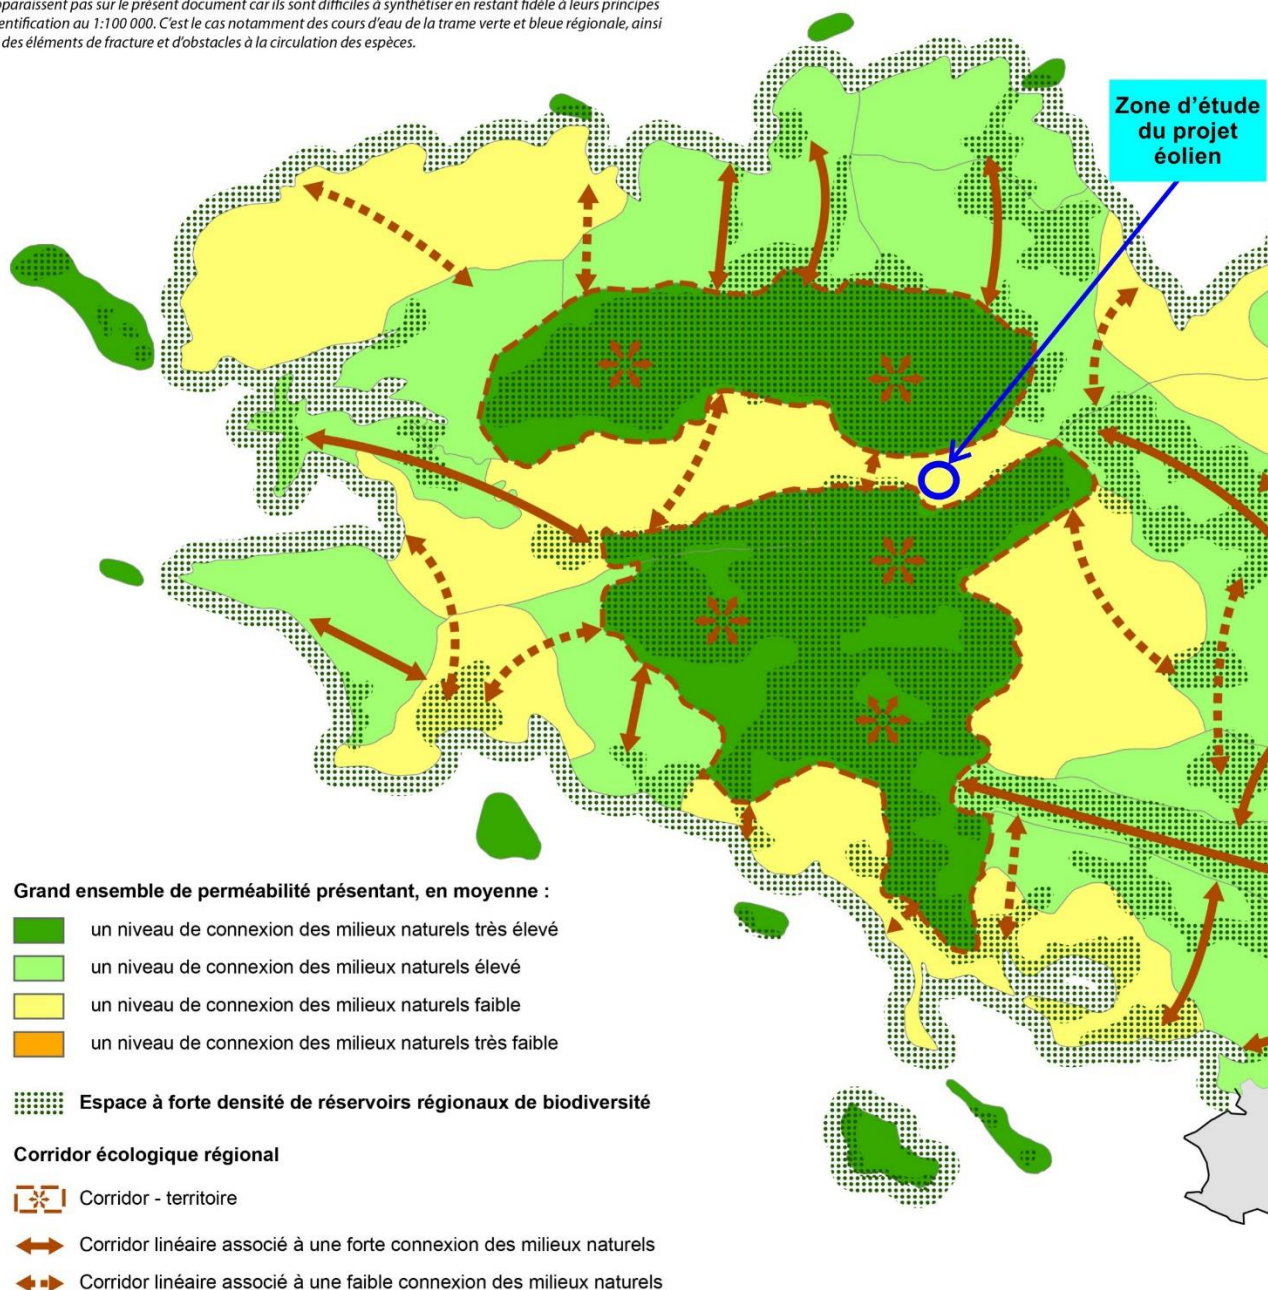 paraissent pas sur le présent document car ils sont difficiles à synthétiser en restant fidèle à leurs principes
entification au 1:100 000. C'est le cas notamment des cours d'eau de la trame verte et bleue régionale, ainsi
des éléments de fracture et d'obstacles à la circulation des espèces.
Zone d'étude
du projet
éolien
Grand ensemble de perméabilité présentant, en moyenne :
un niveau de connexion des milieux naturels très élevé
un niveau de connexion des milieux naturels élevé
un niveau de connexion des milieux naturels faible
un niveau de connexion des milieux naturels très faible
Espace à forte densité de réservoirs régionaux de biodiversité
Corridor écologique régional
Corridor - territoire
Corridor linéaire associé à une forte connexion des milieux naturels
Corridor linéaire associé à une faible connexion des milieux naturels